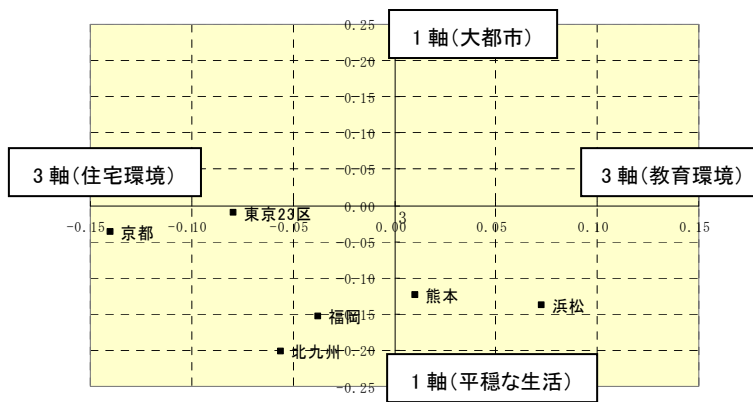 0.25
1 軸(大都市)
0.20
0.15
0.10
0.05
3 軸(住宅環境)
3 軸(教育環境)
0.00
東京23区
3
-0.15
-0.10
-0.05
0.00
0.05
0.10
0.15
京都
-0.05
-0.10
熊本
浜松
福岡
-0.15
北九州
-0.20
1 軸(平穏な生活)
-0.25